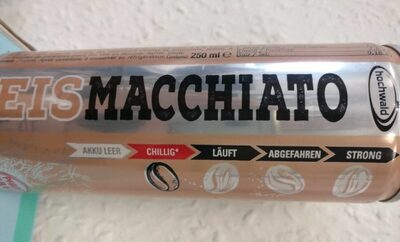 250 ml e
EISMACCHIATO
hochwald
AKKU LEER CHILLIG* LÄUFT ABGEFAHREN STRONG